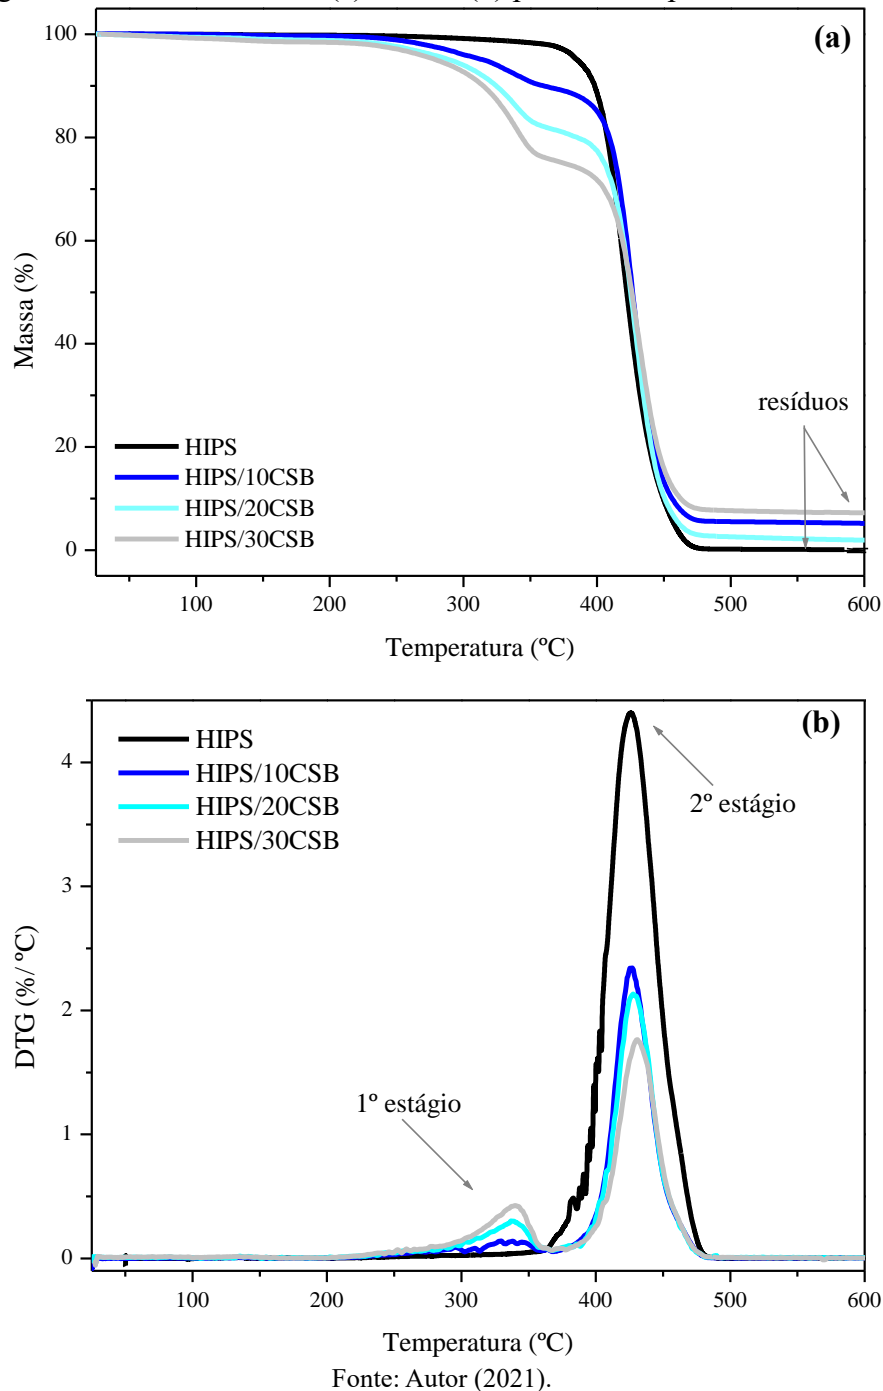 (a)
100
80
60
40
20
0
Massa (%)
resíduos
HIPS
HIPS/10CSB
HIPS/20CSB
HIPS/30CSB
100 200 300 400 500 600
Temperatura (ºC)
(b)
4
3
2
1
0
DTG (%/ ºC)
HIPS
HIPS/10CSB
HIPS/20CSB
HIPS/30CSB
2º estágio
1º estágio
100 200 300 400 500 600
Temperatura (ºC)
Fonte: Autor (2021).